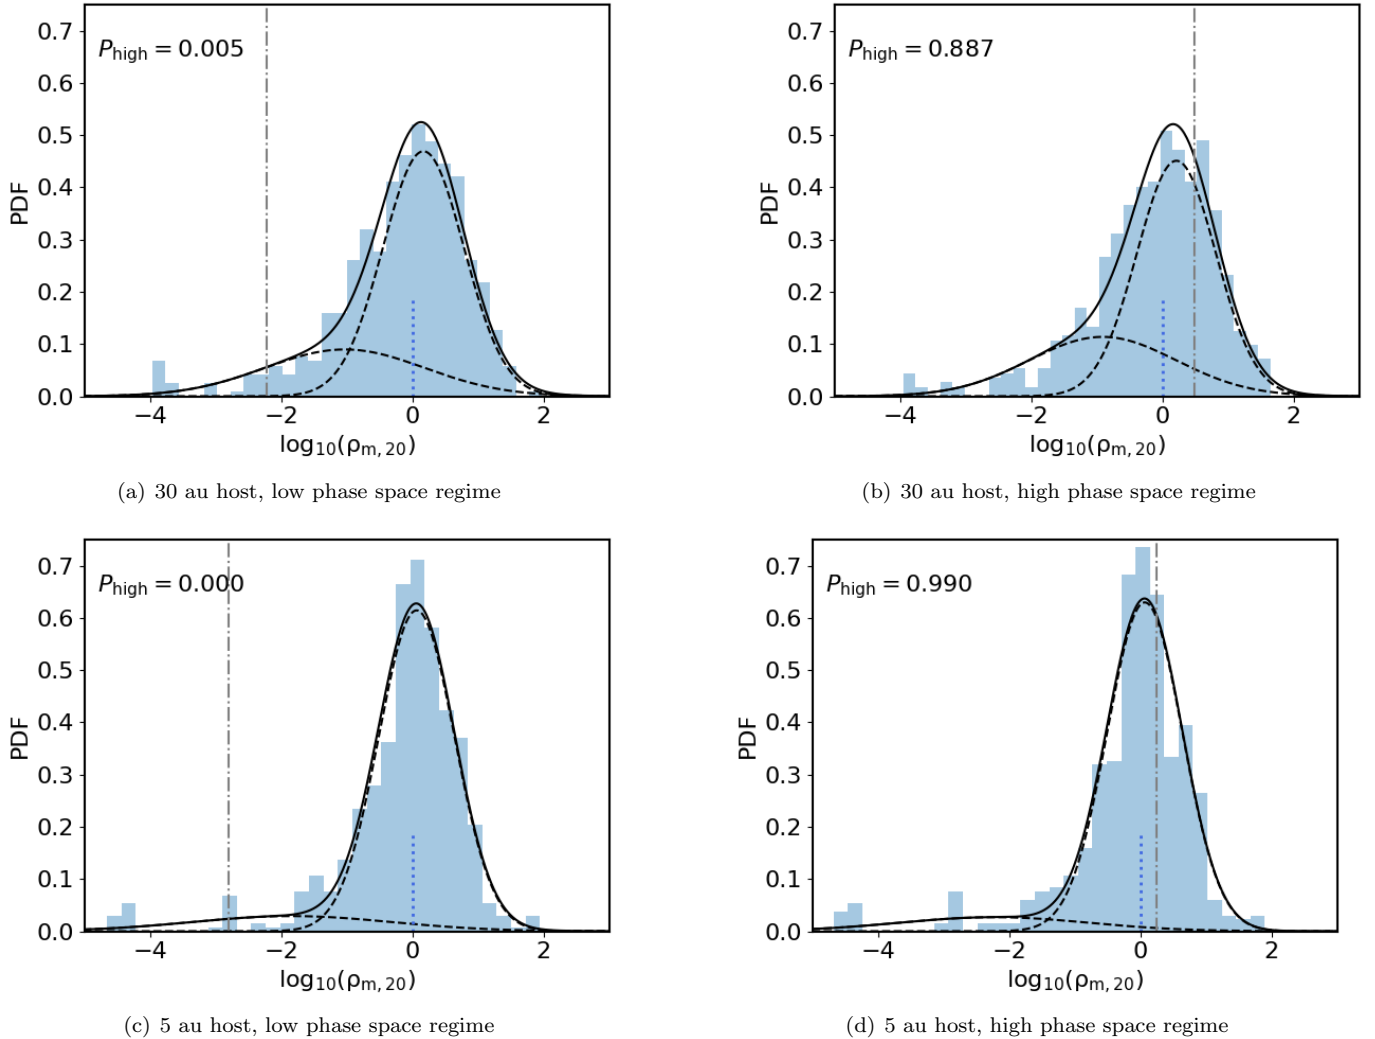 P_high = 0.005
0.7
0.6
0.5
0.4
0.3
0.2
0.1
0.0
PDF
−4 −2 0 2
log₁₀(ρ_m, 20)
(a) 30 au host, low phase space regime
P_high = 0.887
0.7
0.6
0.5
0.4
0.3
0.2
0.1
0.0
PDF
−4 −2 0 2
log₁₀(ρ_m, 20)
(b) 30 au host, high phase space regime
P_high = 0.000
0.7
0.6
0.5
0.4
0.3
0.2
0.1
0.0
PDF
−4 −2 0 2
log₁₀(ρ_m, 20)
(c) 5 au host, low phase space regime
P_high = 0.990
0.7
0.6
0.5
0.4
0.3
0.2
0.1
0.0
PDF
−4 −2 0 2
log₁₀(ρ_m, 20)
(d) 5 au host, high phase space regime